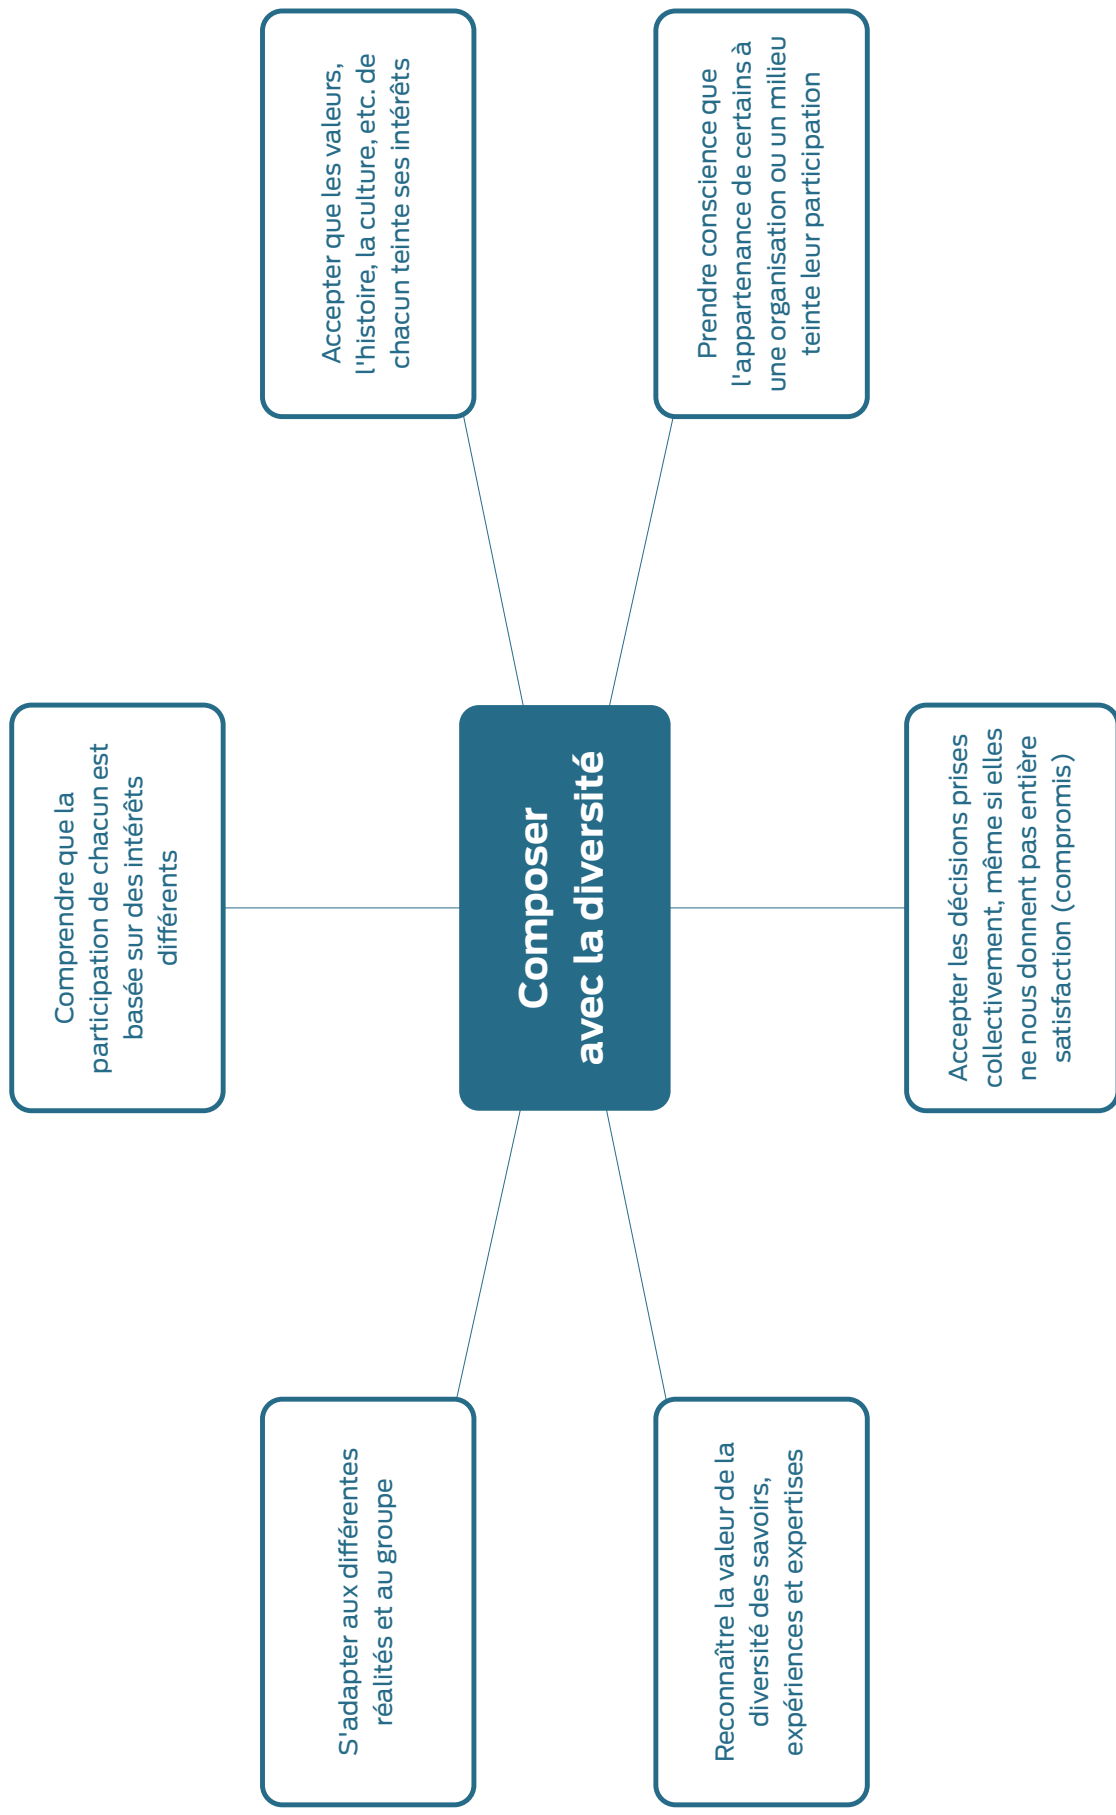 Comprendre que la
participation de chacun est
basée sur des intérêts
différents
S'adapter aux différentes
réalités et au groupe
Accepter que les valeurs,
l'histoire, la culture, etc. de
chacun teinte ses intérêts
Composer
avec la diversité
Reconnaître la valeur de la
diversité des savoirs,
expériences et expertises
Prendre conscience que
l'appartenance de certains à
une organisation ou un milieu
teinte leur participation
Accepter les décisions prises
collectivement, même si elles
ne nous donnent pas entière
satisfaction (compromis)